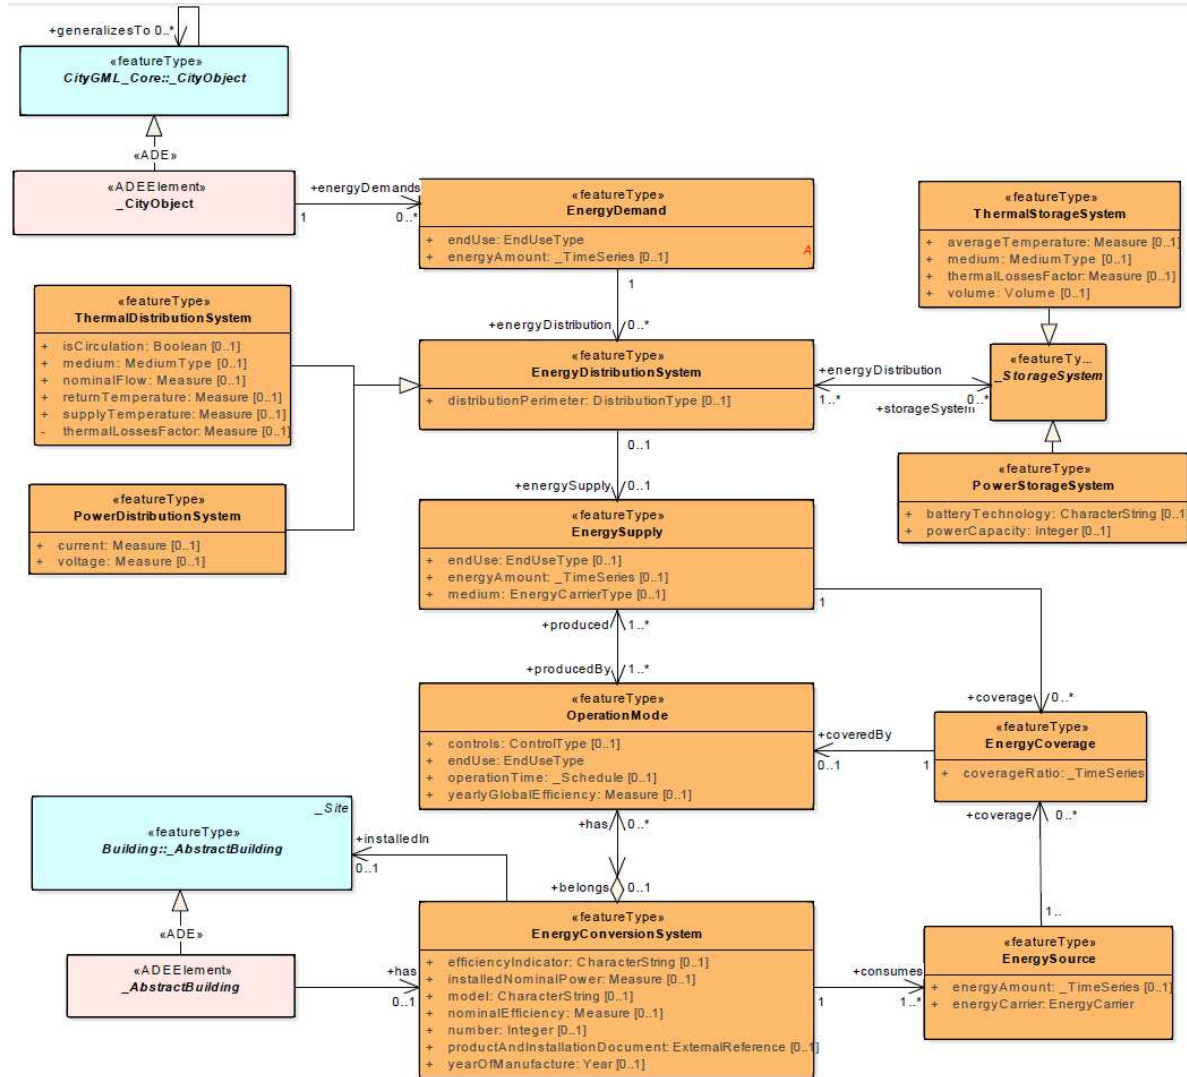 +generalizesTo 0..*
«featureType»
CityGML_Core::_CityObject
«ADE»
«ADEElement»
_CityObject
+energyDemands
1
0..*
«featureType»
EnergyDemand
+ endUse: EndUseType
+ energyAmount: _TimeSeries [0..1]
A
1
+energyDistribution 0..*
«featureType»
ThermalStorageSystem
+ averageTemperature: Measure [0..1]
+ medium: MediumType [0..1]
+ thermalLossesFactor: Measure [0..1]
+ volume: Volume [0..1]
«featureType»
ThermalDistributionSystem
+ isCirculation: Boolean [0..1]
+ medium: MediumType [0..1]
+ nominalFlow: Measure [0..1]
+ returnTemperature: Measure [0..1]
+ supplyTemperature: Measure [0..1]
- thermalLossesFactor: Measure [0..1]
«featureType»
EnergyDistributionSystem
+ distributionPerimeter: DistributionType [0..1]
+energyDistribution
1..*
0..*
+storageSystem
«featureTy...
_StorageSystem
0..1
+energySupply 0..1
«featureType»
PowerStorageSystem
+ batteryTechnology: CharacterString [0..1]
+ powerCapacity: Integer [0..1]
«featureType»
PowerDistributionSystem
+ current: Measure [0..1]
+ voltage: Measure [0..1]
«featureType»
EnergySupply
+ endUse: EndUseType [0..1]
+ energyAmount: _TimeSeries [0..1]
+ medium: EnergyCarrierType [0..1]
1
+produced 1..*
+producedBy 1..*
+coverage 0..*
«featureType»
OperationMode
+ controls: ControlType [0..1]
+ endUse: EndUseType
+ operationTime: _Schedule [0..1]
+ yearlyGlobalEfficiency: Measure [0..1]
+coveredBy
0..1
1
«featureType»
EnergyCoverage
+ coverageRatio: _TimeSeries
+coverage 0..*
_Site
«featureType»
Building::_AbstractBuilding
+installedIn
0..1
+has 0..*
+belongs 0..1
«ADE»
«ADEElement»
_AbstractBuilding
+has
0..1
«featureType»
EnergyConversionSystem
+ efficiencyIndicator: CharacterString [0..1]
+ installedNominalPower: Measure [0..1]
+ model: CharacterString [0..1]
+ nominalEfficiency: Measure [0..1]
+ number: Integer [0..1]
+ productAndInstallationDocument: ExternalReference [0..1]
+ yearOfManufacture: Year [0..1]
+consumes
1
1..*
1..
«featureType»
EnergySource
+ energyAmount: _TimeSeries [0..1]
+ energyCarrier: EnergyCarrier